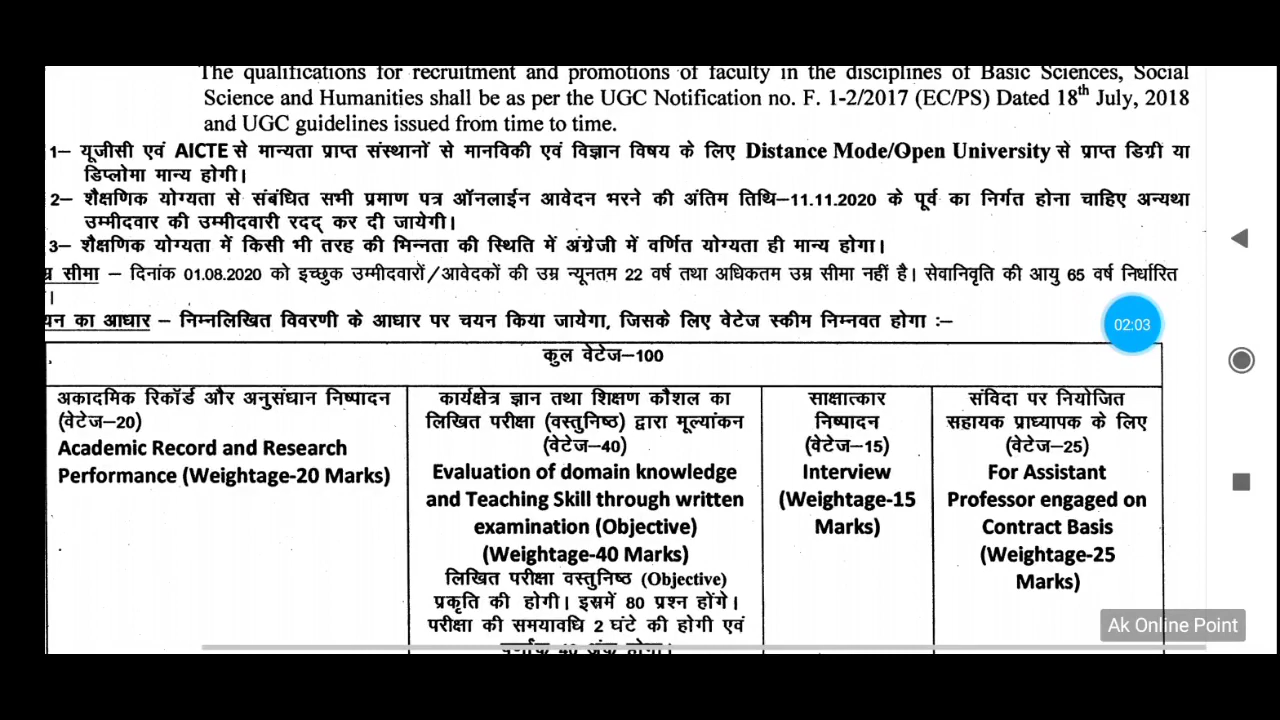 The qualifications for recruitment and promotions of faculty in the disciplines of Basic Sciences, Social
Science and Humanities shall be as per the UGC Notification no. F. 1-2/2017 (EC/PS) Dated 18th July, 2018
and UGC guidelines issued from time to time.
1– यूजीसी एवं AICTE से मान्यता प्राप्त संस्थानों से मानविकी एवं विज्ञान विषय के लिए Distance Mode/Open University से प्राप्त डिग्री या
डिप्लोमा मान्य होगी।
2– शैक्षणिक योग्यता से संबंधित सभी प्रमाण पत्र ऑनलाईन आवेदन भरने की अंतिम तिथि–11.11.2020 के पूर्व का निर्गत होना चाहिए अन्यथा
उम्मीदवार की उम्मीदवारी रदद् कर दी जायेगी।
3– शैक्षणिक योग्यता में किसी भी तरह की भिन्नता की स्थिति में अंग्रेजी में वर्णित योग्यता ही मान्य होगा।
म्र सीमा – दिनांक 01.08.2020 को इच्छुक उम्मीदवारों/आवेदकों की उम्र न्यूनतम 22 वर्ष तथा अधिकतम उम्र सीमा नहीं है। सेवानिवृति की आयु 65 वर्ष निर्धारित
।
यन का आधार – निम्नलिखित विवरणी के आधार पर चयन किया जायेगा, जिसके लिए वेटेज स्कीम निम्नवत होगा :–
02:03
कुल वेटेज–100
अकादमिक रिकॉर्ड और अनुसंधान निष्पादन
(वेटेज–20)
Academic Record and Research
Performance (Weightage-20 Marks)
कार्यक्षेत्र ज्ञान तथा शिक्षण कौशल का
लिखित परीक्षा (वस्तुनिष्ठ) द्वारा मूल्यांकन
(वेटेज–40)
Evaluation of domain knowledge
and Teaching Skill through written
examination (Objective)
(Weightage-40 Marks)
लिखित परीक्षा वस्तुनिष्ठ (Objective)
प्रकृति की होगी। इसमें 80 प्रश्न होंगे।
परीक्षा की समयावधि 2 घंटे की होगी एवं
पूर्णांक 40 अंक होगा।
साक्षात्कार
निष्पादन
(वेटेज–15)
Interview
(Weightage-15
Marks)
संविदा पर नियोजित
सहायक प्राध्यापक के लिए
(वेटेज–25)
For Assistant
Professor engaged on
Contract Basis
(Weightage-25
Marks)
Ak Online Point